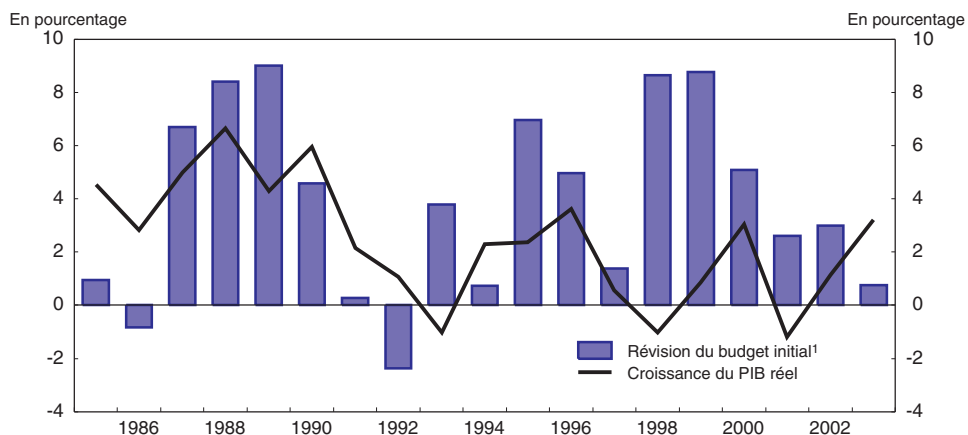 En pourcentage En pourcentage
10 10
8 8
6 6
4 4
2 2
0 0
-2 -2
-4 -4
Révision du budget initial¹
Croissance du PIB réel
1986 1988 1990 1992 1994 1996 1998 2000 2002